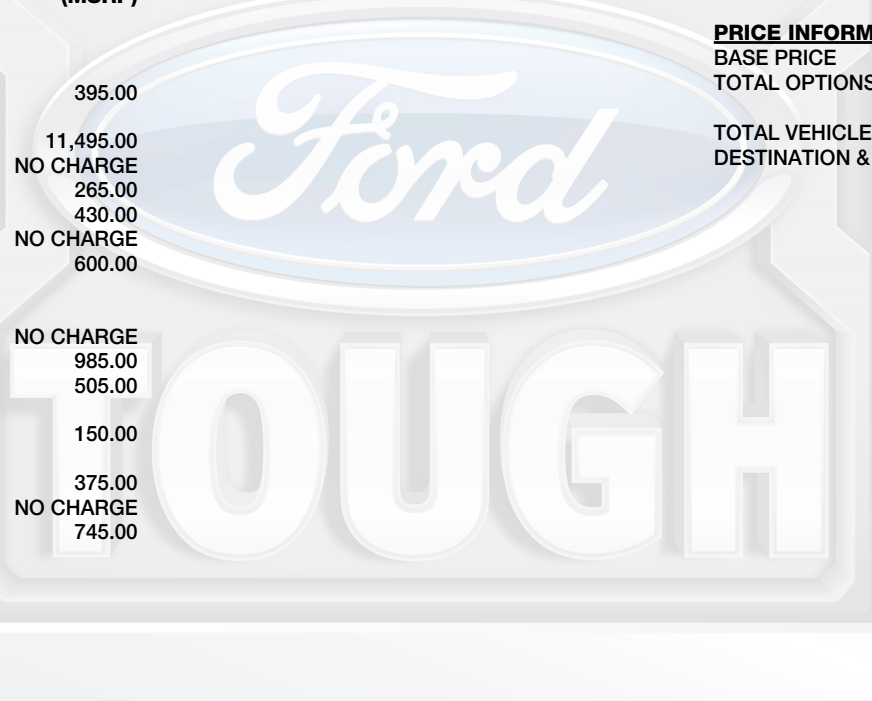 (MSRP)
395.00
11,495.00
NO CHARGE
265.00
430.00
NO CHARGE
600.00
NO CHARGE
985.00
505.00
150.00
375.00
NO CHARGE
745.00
PRICE INFORM
BASE PRICE
TOTAL OPTIONS
TOTAL VEHICLE
DESTINATION &
Ford
TOUGH